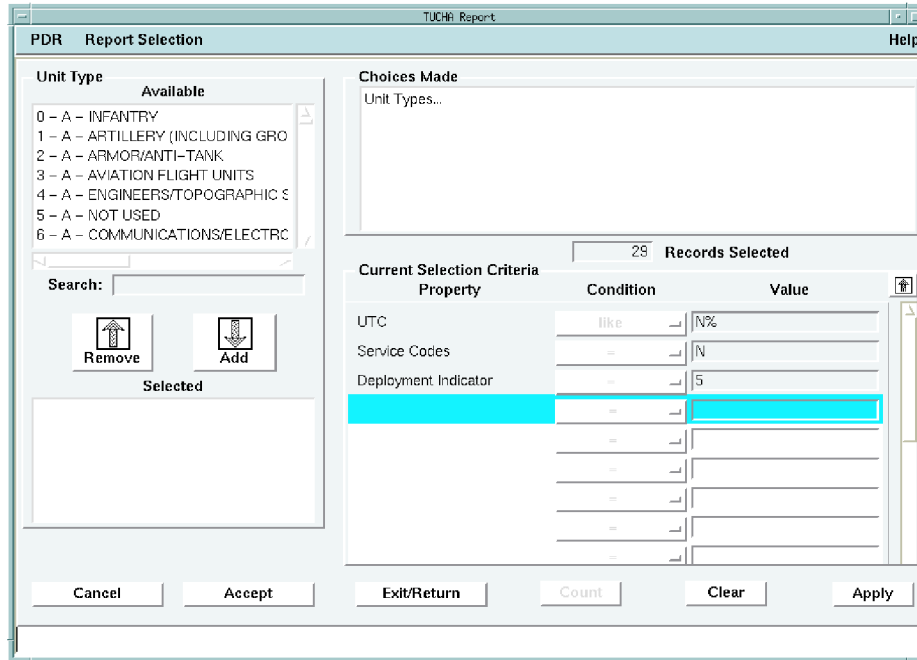 TUCHA Report
PDR Report Selection Help
Unit Type
Available
0 – A – INFANTRY
1 – A – ARTILLERY (INCLUDING GRO
2 – A – ARMOR/ANTI–TANK
3 – A – AVIATION FLIGHT UNITS
4 – A – ENGINEERS/TOPOGRAPHIC S
5 – A – NOT USED
6 – A – COMMUNICATIONS/ELECTRC
Search:
Remove Add
Selected
Choices Made
Unit Types...
29 Records Selected
Current Selection Criteria
Property Condition Value
UTC like N%
Service Codes = N
Deployment Indicator = 5
=
=
=
=
=
=
Cancel Accept Exit/Return Count Clear Apply